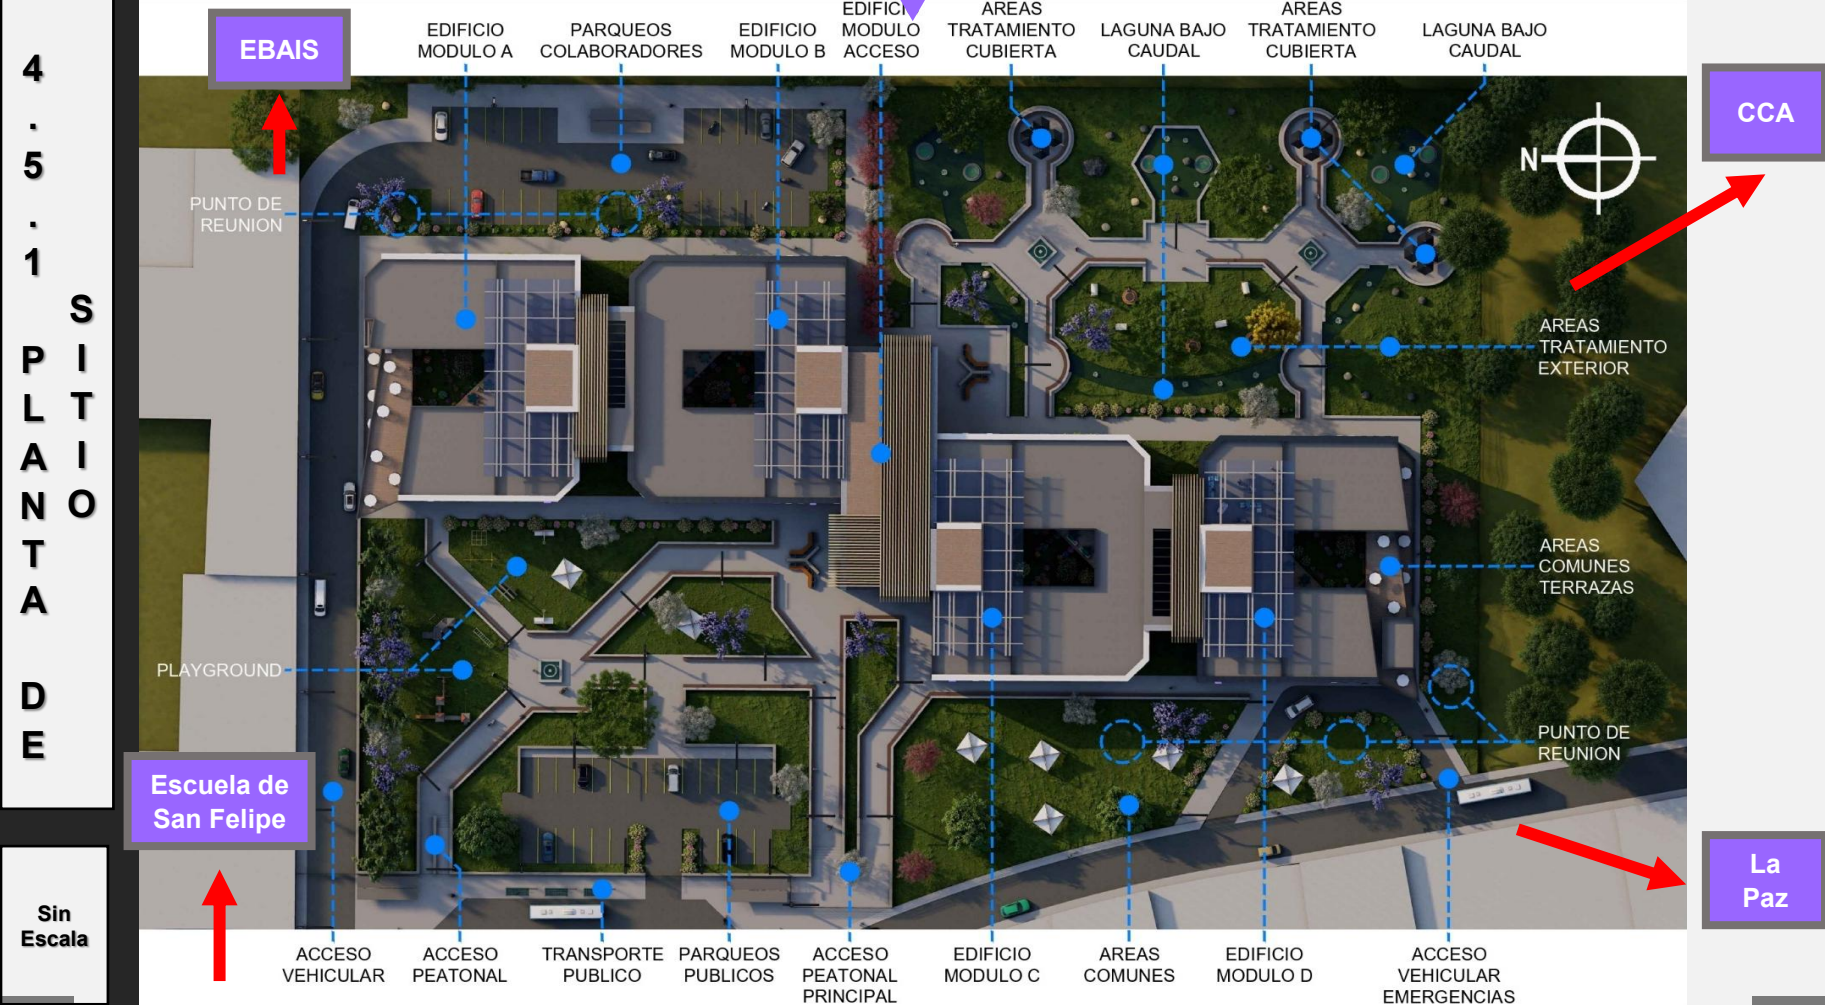 4.5.1 PLANTA DE
SITIO
Sin
Escala
EBAIS
EDIFICIO
MODULO A
PARQUEOS
COLABORADORES
EDIFICIO
MODULO B
EDIFICIO
MODULO
ACCESO
AREAS
TRATAMIENTO
CUBIERTA
LAGUNA BAJO
CAUDAL
AREAS
TRATAMIENTO
CUBIERTA
LAGUNA BAJO
CAUDAL
CCA
N
PUNTO DE
REUNION
AREAS
TRATAMIENTO
EXTERIOR
AREAS
COMUNES
TERRAZAS
PLAYGROUND
PUNTO DE
REUNION
Escuela de
San Felipe
La
Paz
ACCESO
VEHICULAR
ACCESO
PEATONAL
TRANSPORTE
PUBLICO
PARQUEOS
PUBLICOS
ACCESO
PEATONAL
PRINCIPAL
EDIFICIO
MODULO C
AREAS
COMUNES
EDIFICIO
MODULO D
ACCESO
VEHICULAR
EMERGENCIAS